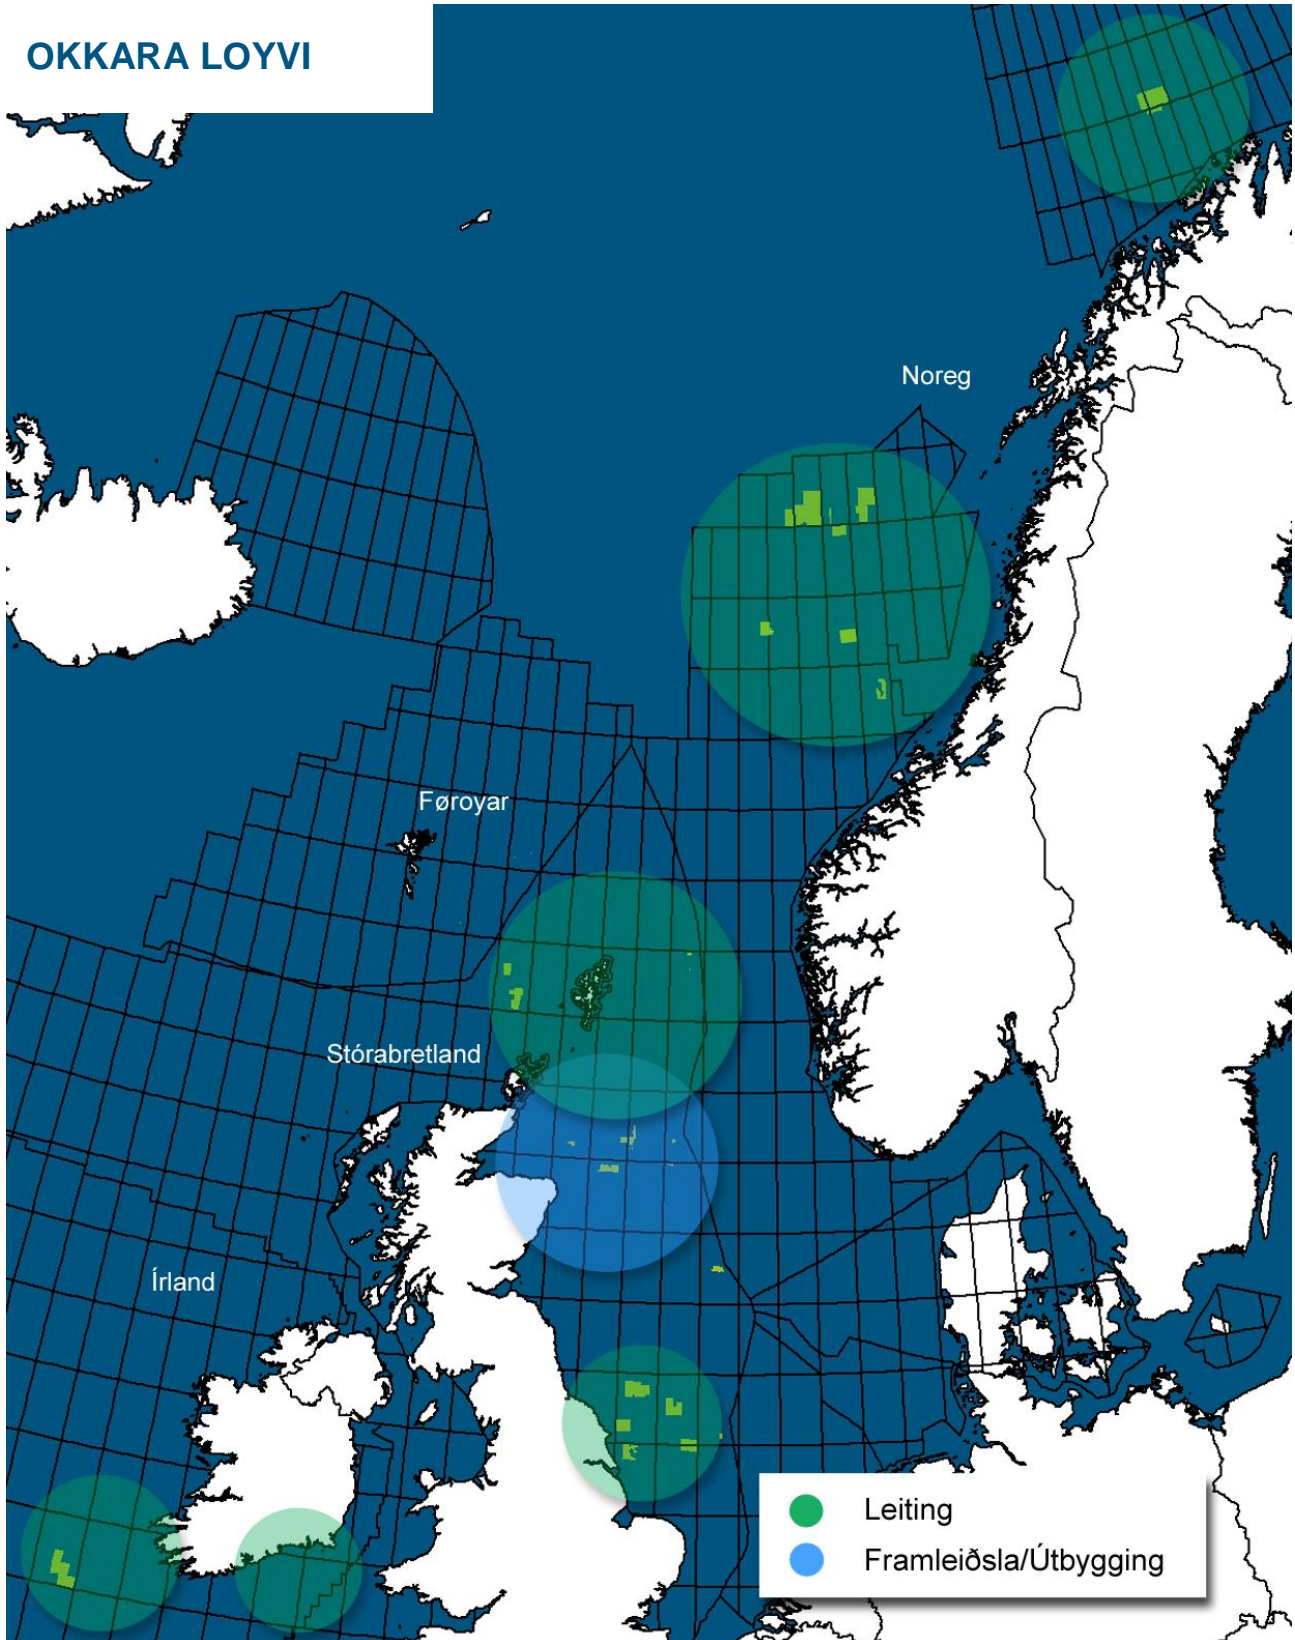 OKKARA LOYVI
Noreg
Føroyar
Stórabretland
Írland
Leiting
Framleiðsla/Útbygging